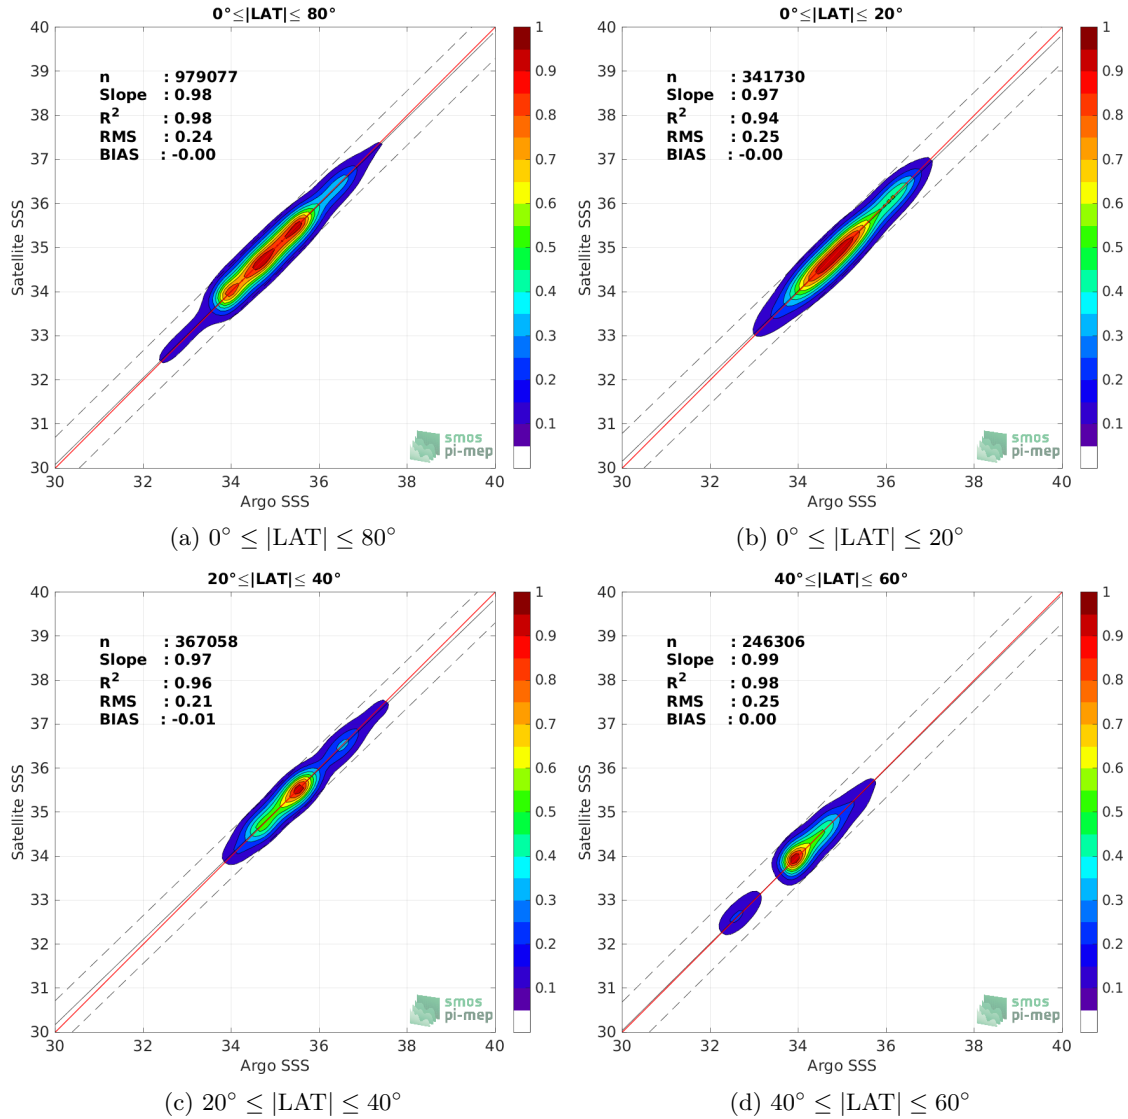 0°≤|LAT|≤ 80°
40
39
38
37
36
35
34
33
32
31
30
Satellite SSS
n : 979077
Slope : 0.98
R² : 0.98
RMS : 0.24
BIAS : -0.00
smos
pi-mep
30 32 34 36 38 40
Argo SSS
1
0.9
0.8
0.7
0.6
0.5
0.4
0.3
0.2
0.1
(a) 0° ≤ |LAT| ≤ 80°
0°≤|LAT|≤ 20°
40
39
38
37
36
35
34
33
32
31
30
Satellite SSS
n : 341730
Slope : 0.97
R² : 0.94
RMS : 0.25
BIAS : -0.00
smos
pi-mep
30 32 34 36 38 40
Argo SSS
1
0.9
0.8
0.7
0.6
0.5
0.4
0.3
0.2
0.1
(b) 0° ≤ |LAT| ≤ 20°
20°≤|LAT|≤ 40°
40
39
38
37
36
35
34
33
32
31
30
Satellite SSS
n : 367058
Slope : 0.97
R² : 0.96
RMS : 0.21
BIAS : -0.01
smos
pi-mep
30 32 34 36 38 40
Argo SSS
1
0.9
0.8
0.7
0.6
0.5
0.4
0.3
0.2
0.1
(c) 20° ≤ |LAT| ≤ 40°
40°≤|LAT|≤ 60°
40
39
38
37
36
35
34
33
32
31
30
Satellite SSS
n : 246306
Slope : 0.99
R² : 0.98
RMS : 0.25
BIAS : 0.00
smos
pi-mep
30 32 34 36 38 40
Argo SSS
1
0.9
0.8
0.7
0.6
0.5
0.4
0.3
0.2
0.1
(d) 40° ≤ |LAT| ≤ 60°